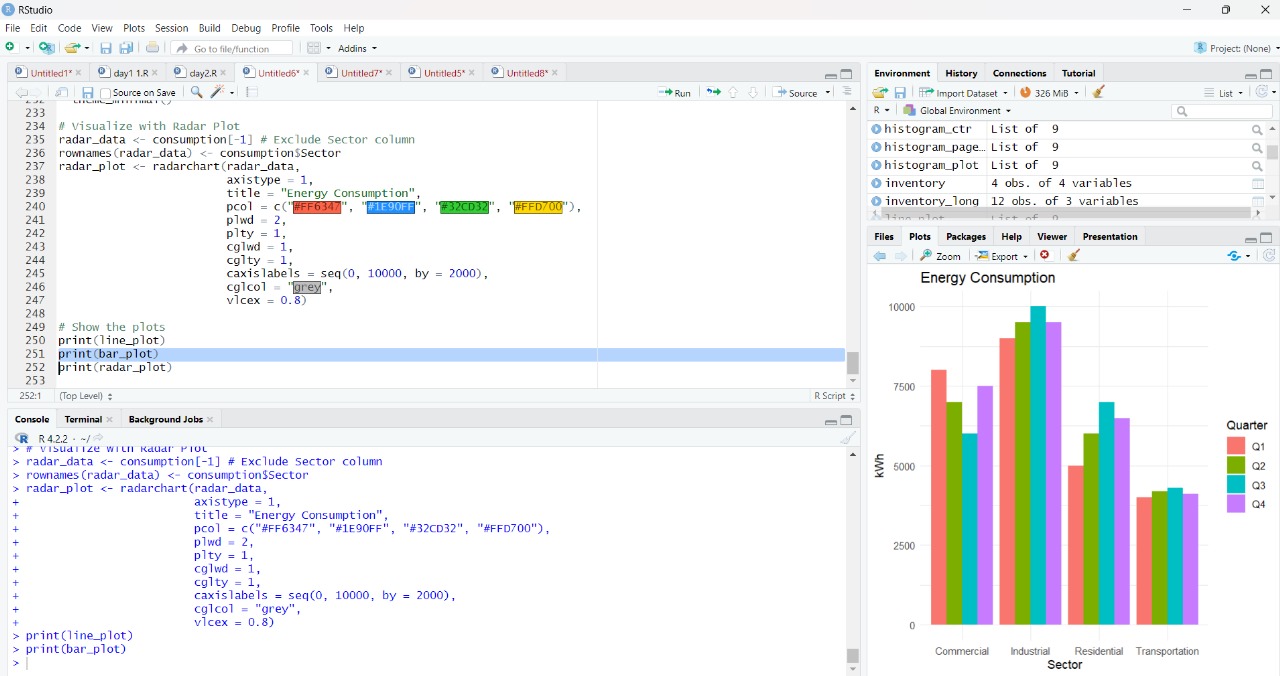 RStudio
File Edit Code View Plots Session Build Debug Profile Tools Help
Go to file/function Addins Project: (None)
Untitled1* day1 1.R day2.R Untitled6* Untitled7* Untitled5* Untitled8*
Source on Save Run Source
233
234 # Visualize with Radar Plot
235 radar_data <- consumption[-1] # Exclude Sector column
236 rownames(radar_data) <- consumption$Sector
237 radar_plot <- radarchart(radar_data,
238 axistype = 1,
239 title = "Energy Consumption",
240 pcol = c("#FF6347", "#1E90FF", "#32CD32", "#FFD700"),
241 plwd = 2,
242 plty = 1,
243 cglwd = 1,
244 cglty = 1,
245 caxislabels = seq(0, 10000, by = 2000),
246 cglcol = "grey",
247 vlcex = 0.8)
248
249 # Show the plots
250 print(line_plot)
251 print(bar_plot)
252 print(radar_plot)
253
252:1 (Top Level) R Script
Console Terminal Background Jobs
R 4.2.2 · ~/
> # Visualize with Radar Plot
> radar_data <- consumption[-1] # Exclude Sector column
> rownames(radar_data) <- consumption$Sector
> radar_plot <- radarchart(radar_data,
+ axistype = 1,
+ title = "Energy Consumption",
+ pcol = c("#FF6347", "#1E90FF", "#32CD32", "#FFD700"),
+ plwd = 2,
+ plty = 1,
+ cglwd = 1,
+ cglty = 1,
+ caxislabels = seq(0, 10000, by = 2000),
+ cglcol = "grey",
+ vlcex = 0.8)
> print(line_plot)
> print(bar_plot)
>
Environment History Connections Tutorial
Import Dataset 326 MiB List
R Global Environment
histogram_ctr List of 9
histogram_page… List of 9
histogram_plot List of 9
inventory 4 obs. of 4 variables
inventory_long 12 obs. of 3 variables
line_plot List of 9
Files Plots Packages Help Viewer Presentation
Zoom Export
Energy Consumption
10000
7500
5000
2500
0
kWh
Commercial Industrial Residential Transportation
Sector
Quarter
Q1
Q2
Q3
Q4